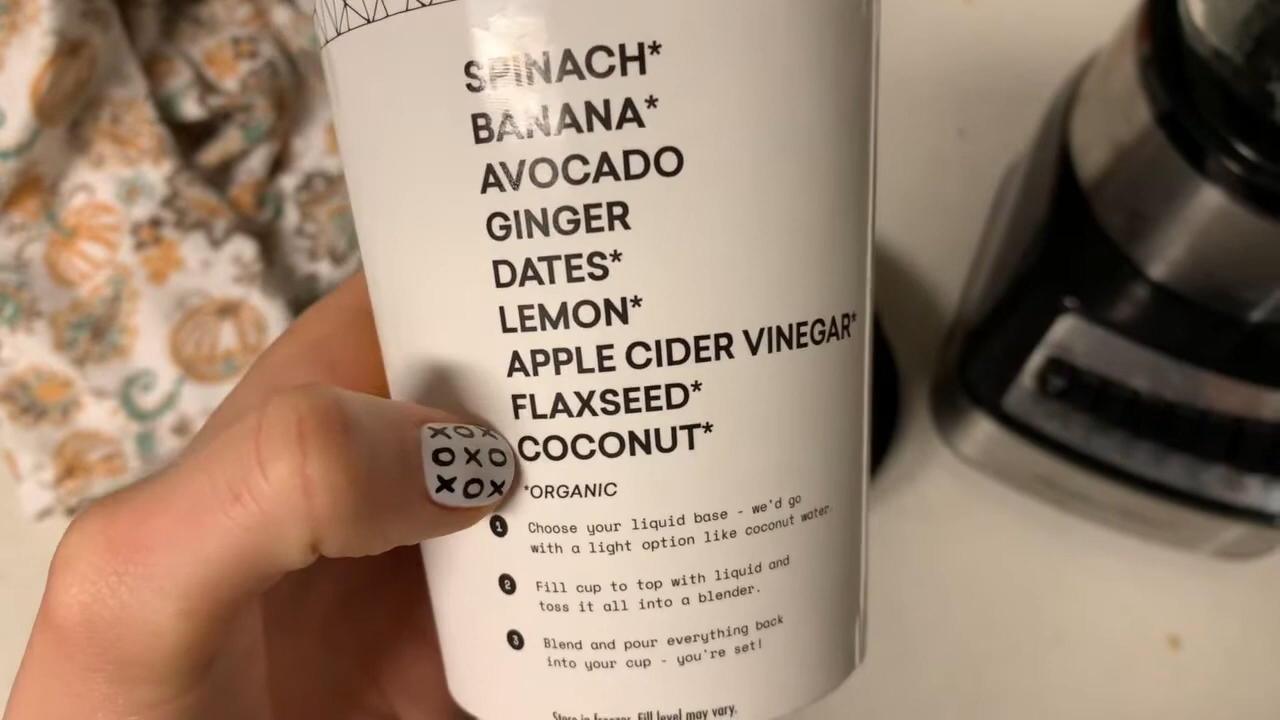 SPINACH*
BANANA*
AVOCADO
GINGER
DATES*
LEMON*
APPLE CIDER VINEGAR*
FLAXSEED*
COCONUT*
*ORGANIC
1 Choose your liquid base - we'd go
with a light option like coconut water.
2 Fill cup to top with liquid and
toss it all into a blender.
3 Blend and pour everything back
into your cup - you're set!
Store in freezer. Fill level may vary.
XOX
OXO
XOX